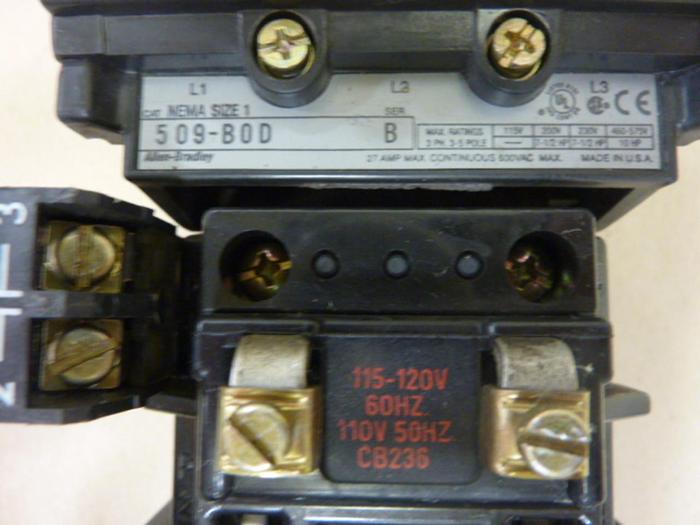 L1 L2 L3
CAT NEMA SIZE 1 SER
509-BOD B
MAX. RATINGS 115V 200V 230V 460-575V
3 PH. 3-5 POLE — 7-1/2 HP 7-1/2 HP 10 HP
Allen-Bradley 27 AMP MAX. CONTINUOUS 600VAC MAX. MADE IN U.S.A.
UL
CE
3
2
115-120V
60HZ.
110V 50HZ.
CB236